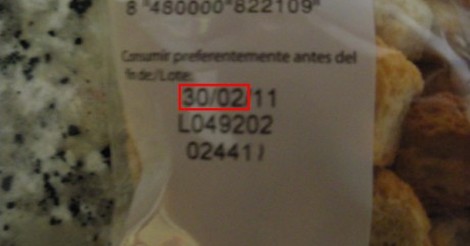 8 480000 822109
Consumir preferentemente antes del
fin de:/Lote:
30/02/11
L049202
02441